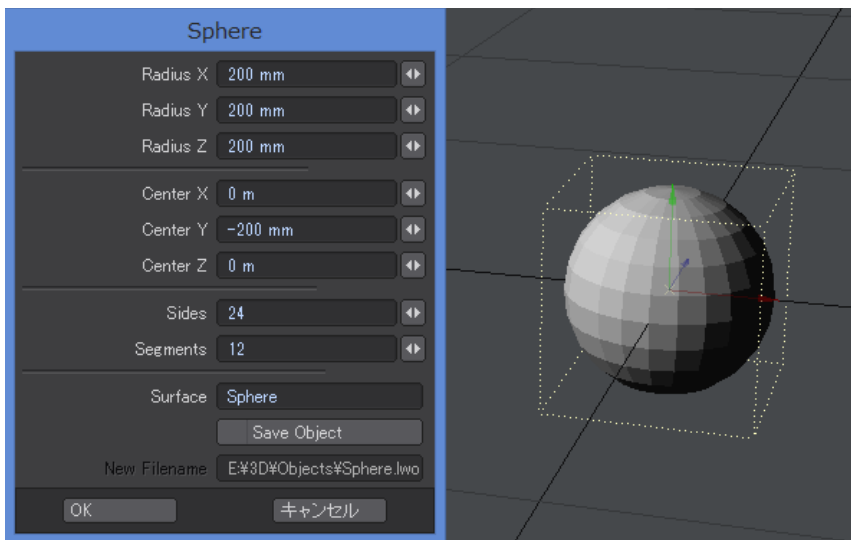 Sphere
Radius X 200 mm
Radius Y 200 mm
Radius Z 200 mm
Center X 0 m
Center Y -200 mm
Center Z 0 m
Sides 24
Segments 12
Surface Sphere
Save Object
New Filename E:¥3D¥Objects¥Sphere.lwo
OK キャンセル